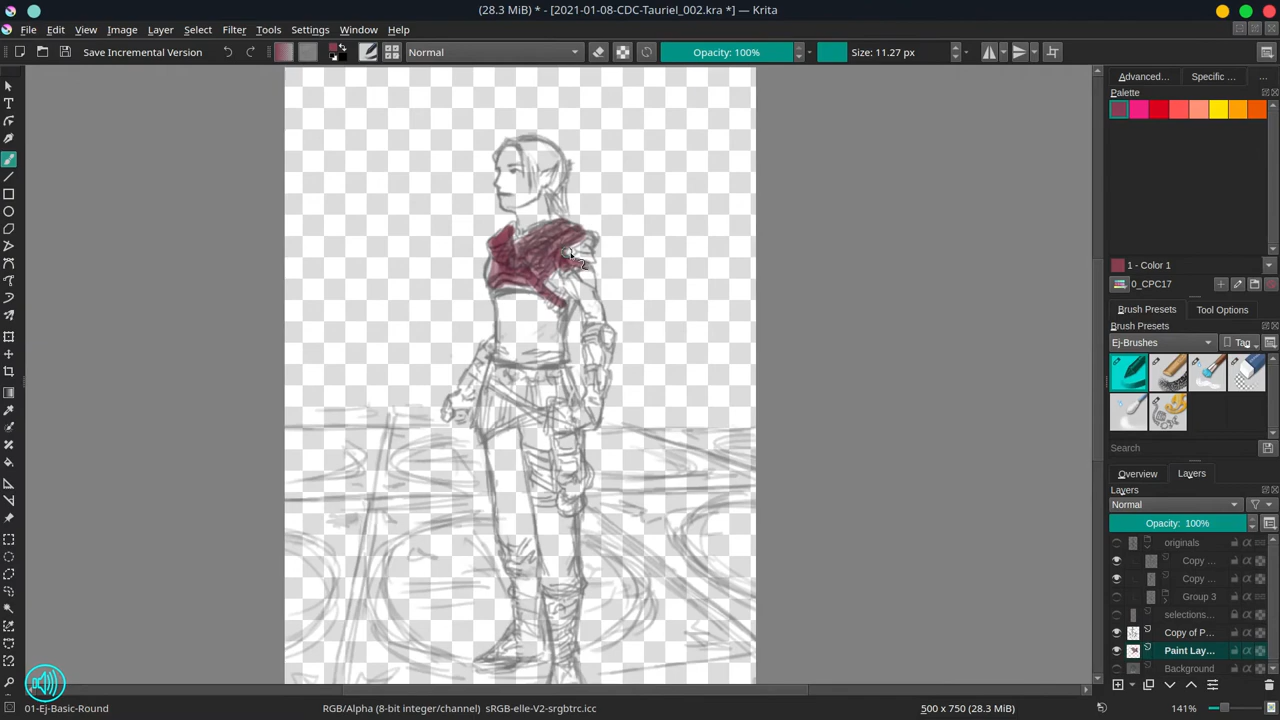 (28.3 MiB) * - [2021-01-08-CDC-Tauriel_002.kra *] — Krita
File Edit View Image Layer Select Filter Tools Settings Window Help
Save Incremental Version Normal Opacity: 100% Size: 11.27 px
Advanced... Specific ... ...
Palette
1 - Color 1
0_CPC17
Brush Presets Tool Options
Brush Presets
Ej-Brushes Tag
Search
Overview Layers
Layers
Normal
Opacity: 100%
originals
Copy ...
Copy ...
Group 3
selections...
Copy of P...
Paint Lay...
Background
01-Ej-Basic-Round RGB/Alpha (8-bit integer/channel) sRGB-elle-V2-srgbtrc.icc 500 x 750 (28.3 MiB) 141%